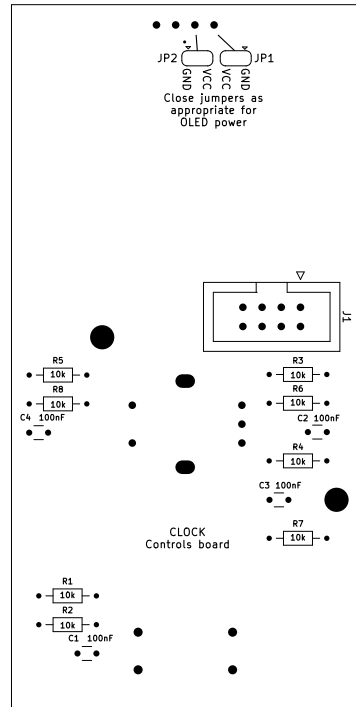 JP2 JP1
GND VCC VCC GND
Close jumpers as
appropriate for
OLED power
J1
R5
10k
R3
10k
R8
10k
R6
10k
C4 100nF
C2 100nF
R4
10k
C3 100nF
CLOCK
Controls board
R7
10k
R1
10k
R2
10k
C1 100nF